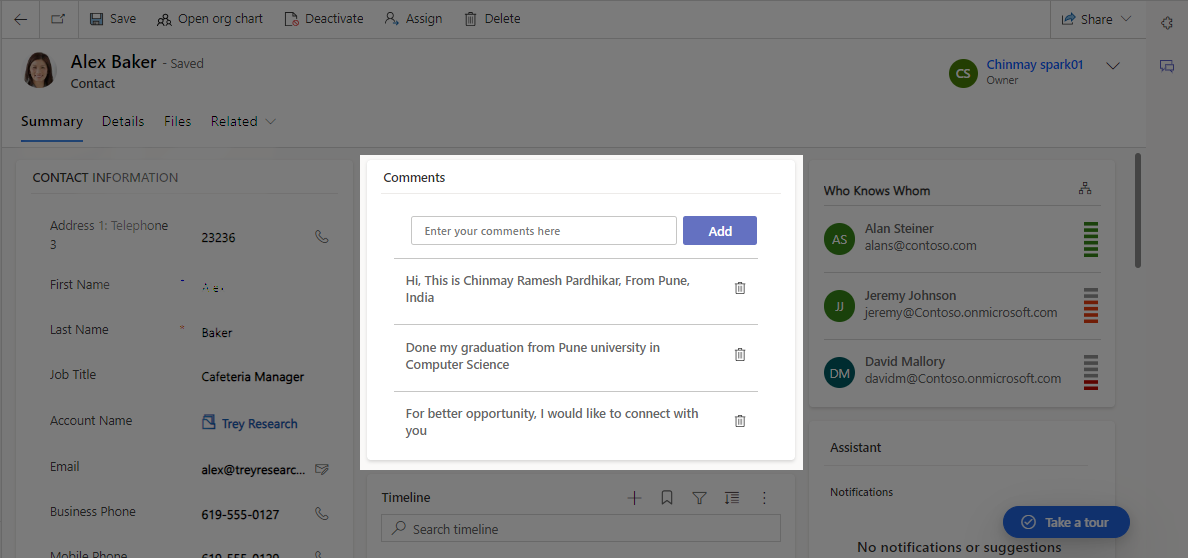 Save
Open org chart
Deactivate
Assign
Delete
Share
Alex Baker - Saved
Contact
CS
Chinmay spark01
Owner
Summary
Details
Files
Related
CONTACT INFORMATION
Address 1: Telephone
3
23236
First Name
Last Name
*
Baker
Job Title
Cafeteria Manager
Account Name
Trey Research
Email
alex@treyresearc...
Business Phone
619-555-0127
Mobile Phone
619-555-0129
Comments
Enter your comments here
Add
Hi, This is Chinmay Ramesh Pardhikar, From Pune,
India
Done my graduation from Pune university in
Computer Science
For better opportunity, I would like to connect with
you
Timeline
Search timeline
Who Knows Whom
AS
Alan Steiner
alans@contoso.com
JJ
Jeremy Johnson
jeremy@Contoso.onmicrosoft.com
DM
David Mallory
davidm@Contoso.onmicrosoft.com
Assistant
Notifications
Take a tour
No notifications or suggestions